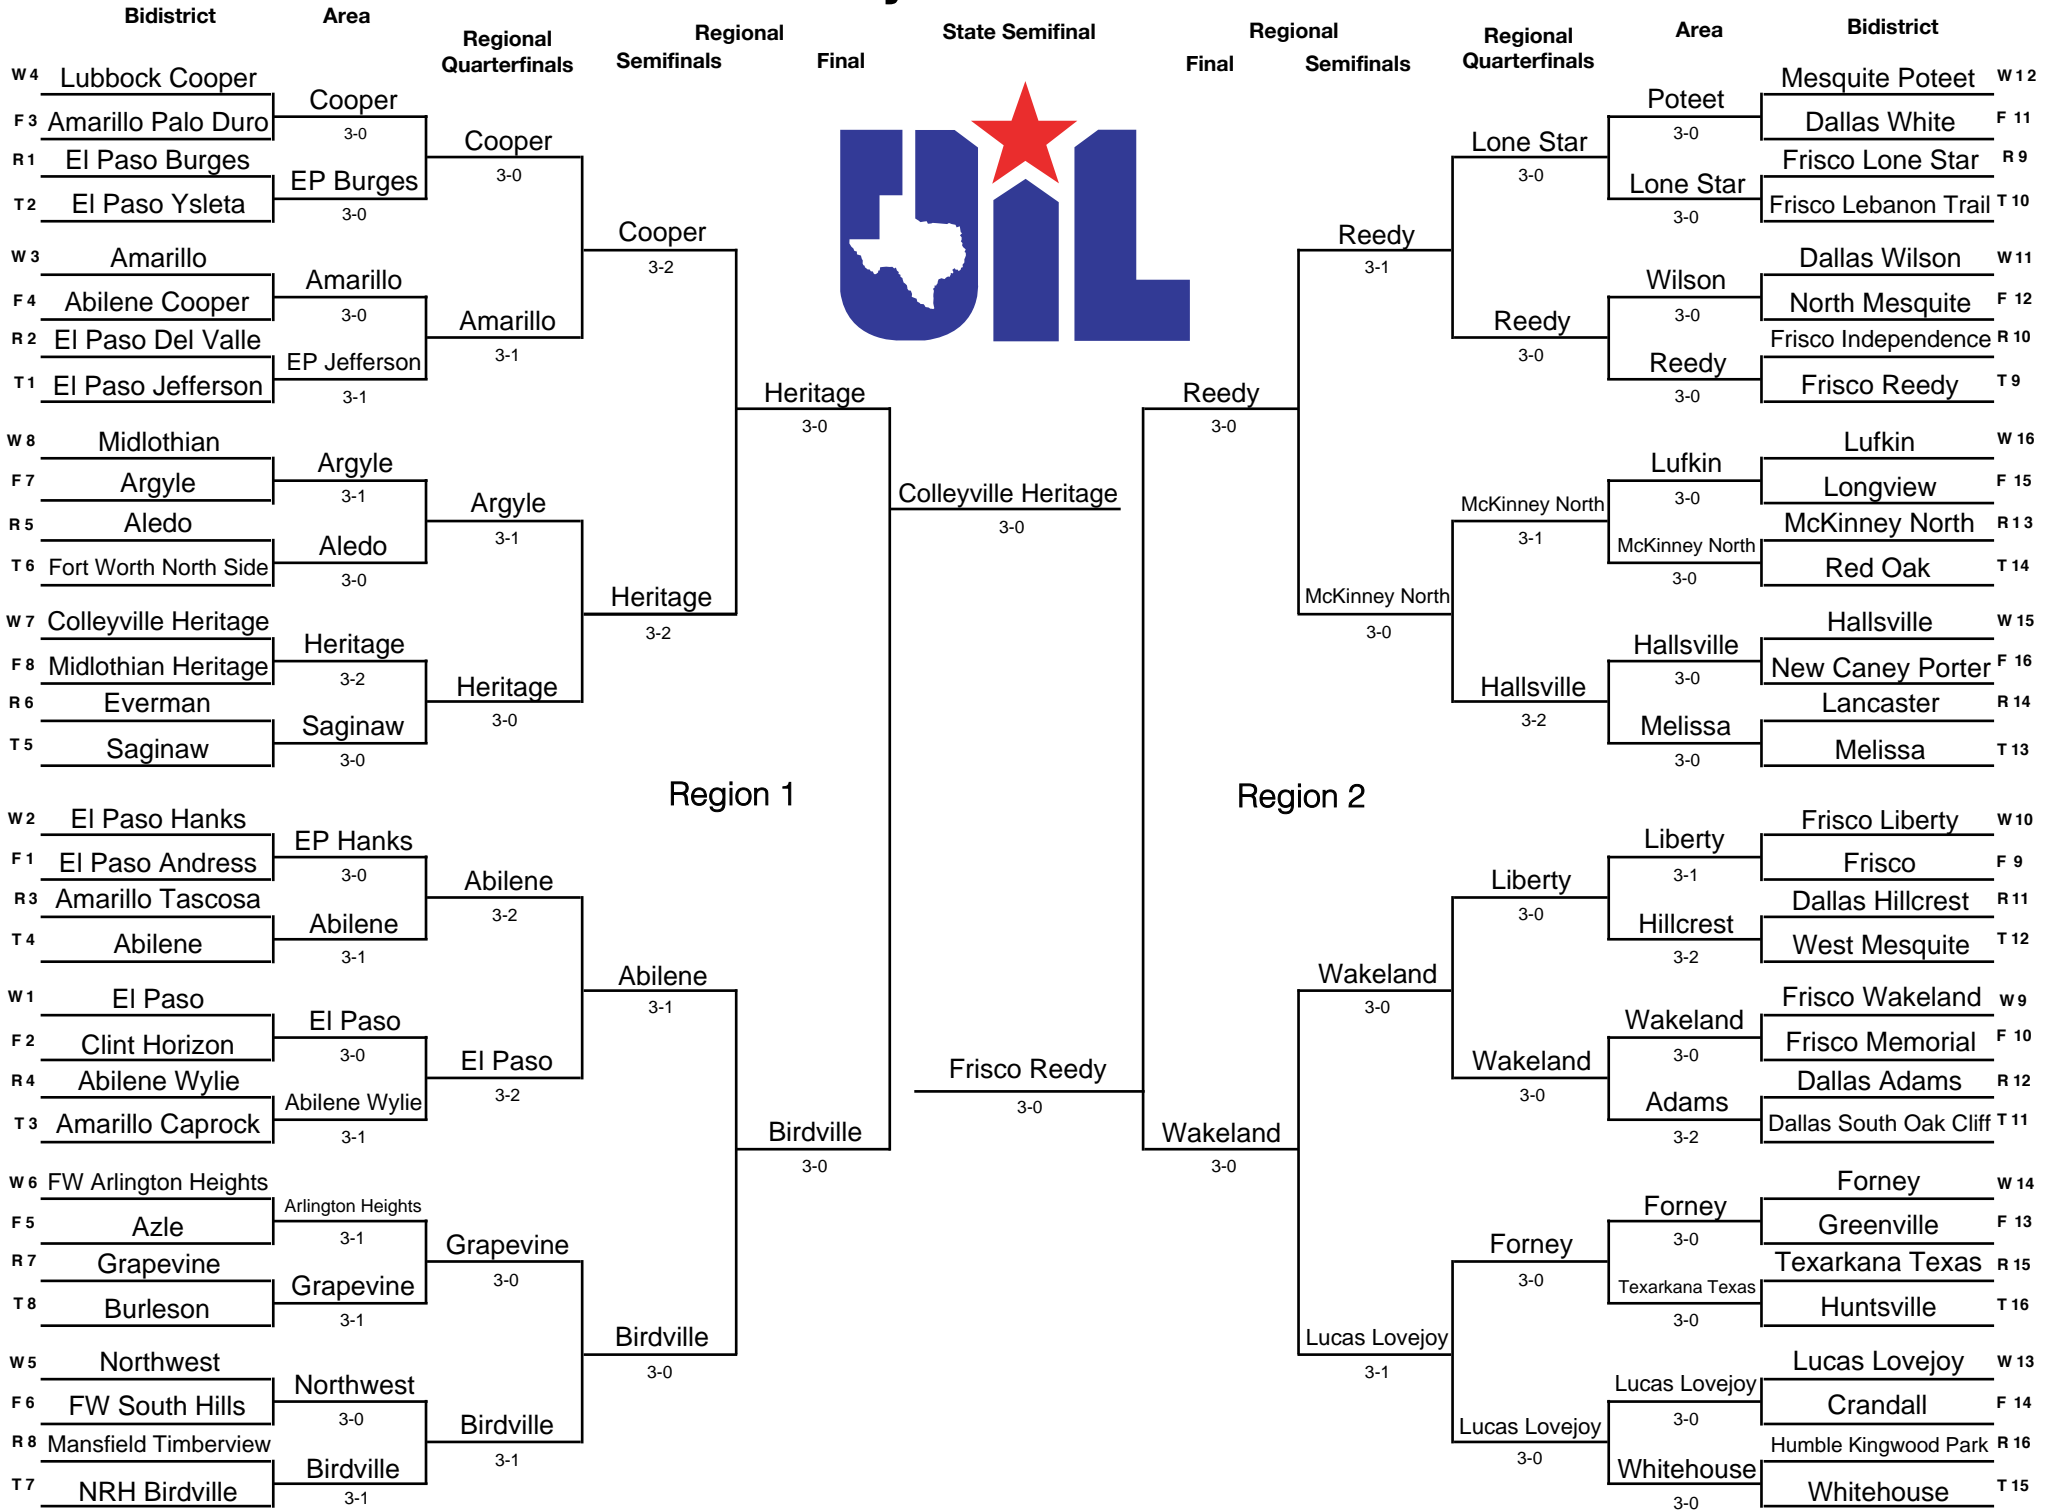 Bidistrict
Area
Regional
Quarterfinals
Regional
Semifinals
Final
State Semifinal
Regional
Final
Semifinals
Regional
Quarterfinals
Area
Bidistrict
W 4 Lubbock Cooper
F 3 Amarillo Palo Duro
R 1 El Paso Burges
T 2 El Paso Ysleta
W 3 Amarillo
F 4 Abilene Cooper
R 2 El Paso Del Valle
T 1 El Paso Jefferson
W 8 Midlothian
F 7 Argyle
R 5 Aledo
T 6 Fort Worth North Side
W 7 Colleyville Heritage
F 8 Midlothian Heritage
R 6 Everman
T 5 Saginaw
W 2 El Paso Hanks
F 1 El Paso Andress
R 3 Amarillo Tascosa
T 4 Abilene
W 1 El Paso
F 2 Clint Horizon
R 4 Abilene Wylie
T 3 Amarillo Caprock
W 6 FW Arlington Heights
F 5 Azle
R 7 Grapevine
T 8 Burleson
W 5 Northwest
F 6 FW South Hills
R 8 Mansfield Timberview
T 7 NRH Birdville
Cooper
3-0
EP Burges
3-0
Amarillo
3-0
EP Jefferson
3-1
Argyle
3-1
Aledo
3-0
Heritage
3-2
Saginaw
3-0
EP Hanks
3-0
Abilene
3-1
El Paso
3-0
Abilene Wylie
3-1
Arlington Heights
3-1
Grapevine
3-1
Northwest
3-0
Birdville
3-1
Cooper
3-0
Amarillo
3-1
Argyle
3-1
Heritage
3-0
Abilene
3-2
El Paso
3-2
Grapevine
3-0
Birdville
3-1
Cooper
3-2
Heritage
3-2
Region 1
Abilene
3-1
Birdville
3-0
Heritage
3-0
Birdville
3-0
UIL
Colleyville Heritage
3-0
Frisco Reedy
3-0
Reedy
3-0
Wakeland
3-0
Reedy
3-1
McKinney North
3-0
Region 2
Wakeland
3-0
Lucas Lovejoy
3-1
Lone Star
3-0
Reedy
3-0
McKinney North
3-1
Hallsville
3-2
Liberty
3-0
Wakeland
3-0
Forney
3-0
Lucas Lovejoy
3-0
Poteet
3-0
Lone Star
3-0
Wilson
3-0
Reedy
3-0
Lufkin
3-0
McKinney North
3-0
Hallsville
3-0
Melissa
3-0
Liberty
3-1
Hillcrest
3-2
Wakeland
3-0
Adams
3-2
Forney
3-0
Texarkana Texas
3-0
Lucas Lovejoy
3-0
Whitehouse
3-0
Mesquite Poteet W 12
Dallas White F 11
Frisco Lone Star R 9
Frisco Lebanon Trail T 10
Dallas Wilson W 11
North Mesquite F 12
Frisco Independence R 10
Frisco Reedy T 9
Lufkin W 16
Longview F 15
McKinney North R 13
Red Oak T 14
Hallsville W 15
New Caney Porter F 16
Lancaster R 14
Melissa T 13
Frisco Liberty W 10
Frisco F 9
Dallas Hillcrest R 11
West Mesquite T 12
Frisco Wakeland W 9
Frisco Memorial F 10
Dallas Adams R 12
Dallas South Oak Cliff T 11
Forney W 14
Greenville F 13
Texarkana Texas R 15
Huntsville T 16
Lucas Lovejoy W 13
Crandall F 14
Humble Kingwood Park R 16
Whitehouse T 15